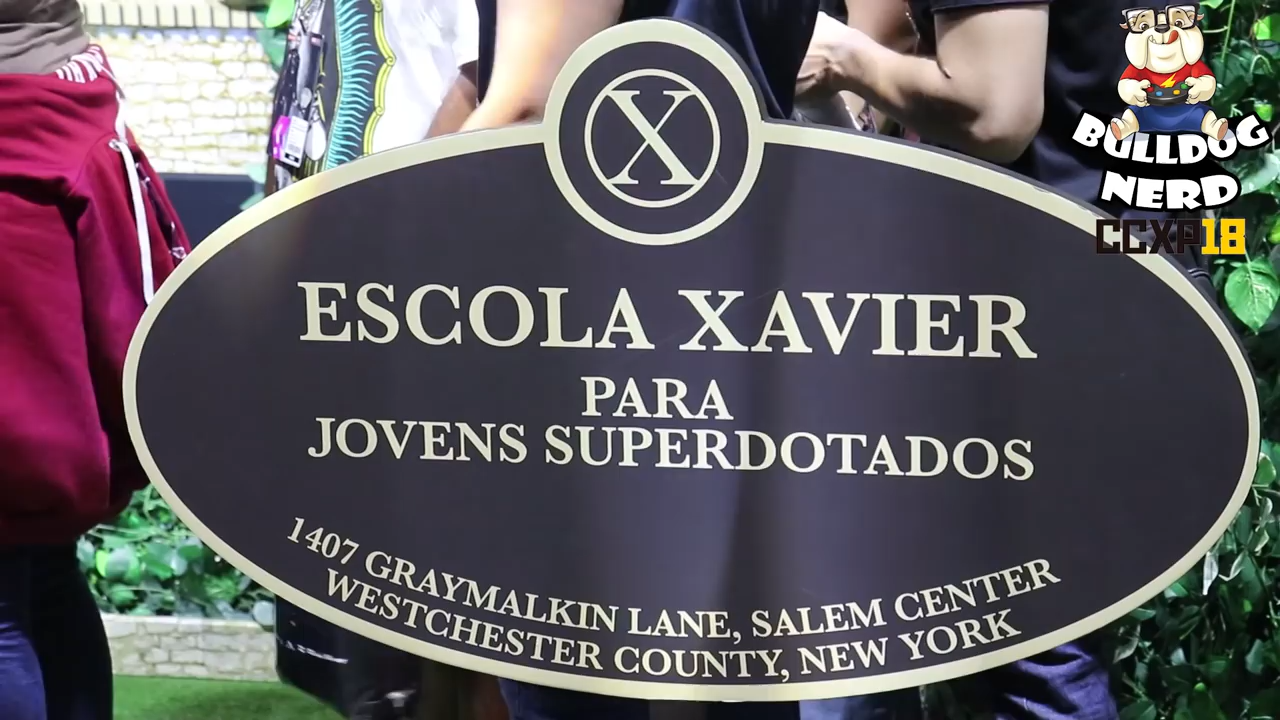 X
ESCOLA XAVIER
PARA
JOVENS SUPERDOTADOS
1407 GRAYMALKIN LANE, SALEM CENTER
WESTCHESTER COUNTY, NEW YORK
BULLDOG
NERD
CCXP18